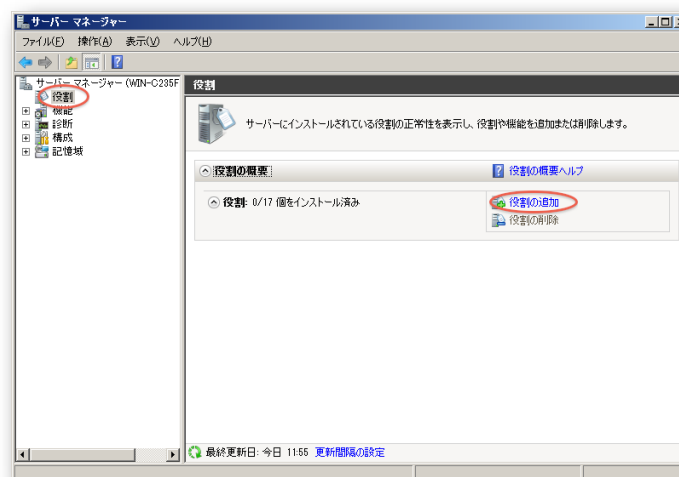 サーバー マネージャー
ファイル(F) 操作(A) 表示(V) ヘルプ(H)
サーバー マネージャー (WIN-C235F
役割
機能
診断
構成
記憶域
役割
サーバーにインストールされている役割の正常性を表示し、役割や機能を追加または削除します。
役割の概要
役割の概要ヘルプ
役割: 0/17 個をインストール済み
役割の追加
役割の削除
最終更新日: 今日 11:55 更新間隔の設定